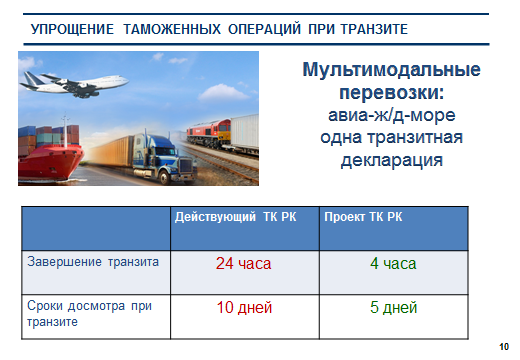 УПРОЩЕНИЕ ТАМОЖЕННЫХ ОПЕРАЦИЙ ПРИ ТРАНЗИТЕ
Мультимодальные
перевозки:
авиа-ж/д-море
одна транзитная
декларация
Действующий ТК РК
Проект ТК РК
Завершение транзита
24 часа
4 часа
Сроки досмотра при
транзите
10 дней
5 дней
10